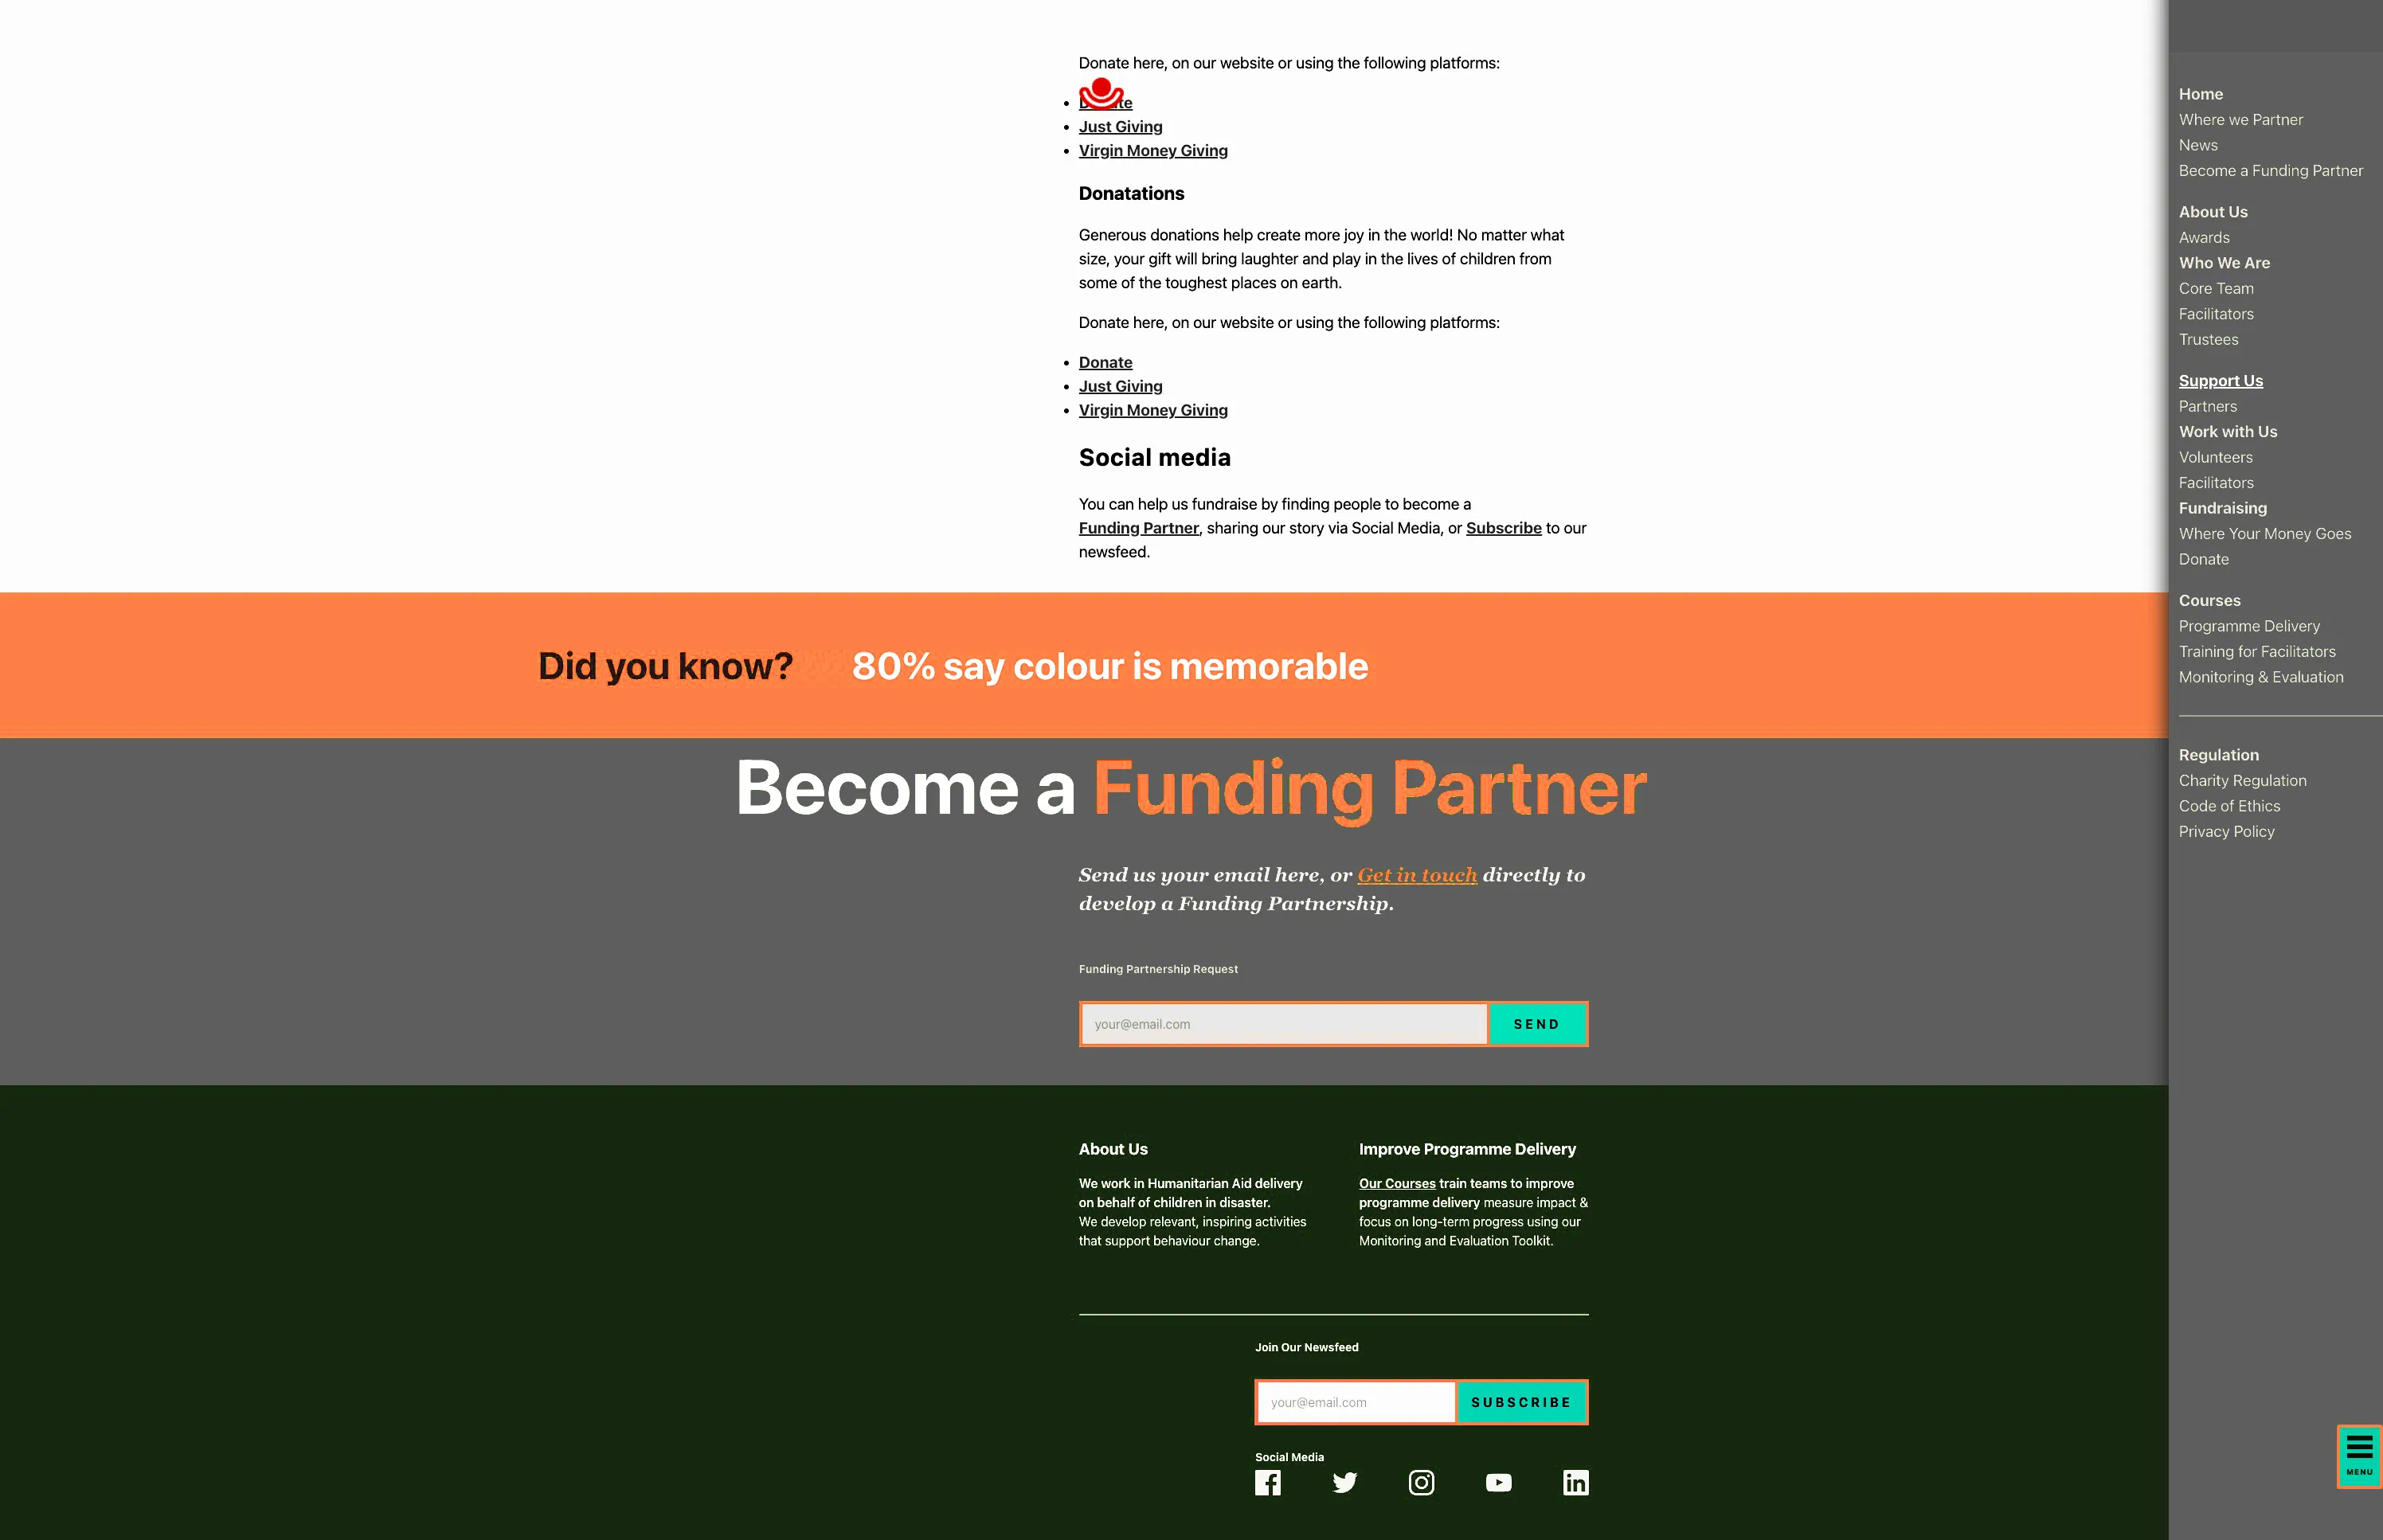 Donate here, on our website or using the following platforms:
Just Giving
Virgin Money Giving
Donatations
Generous donations help create more joy in the world! No matter what
size, your gift will bring laughter and play in the lives of children from
some of the toughest places on earth.
Donate here, on our website or using the following platforms:
Donate
Just Giving
Virgin Money Giving
Social media
You can help us fundraise by finding people to become a
Funding Partner, sharing our story via Social Media, or Subscribe to our
newsfeed.
Did you know? 80% say colour is memorable
Become a Funding Partner
Send us your email here, or Get in touch directly to
develop a Funding Partnership.
Funding Partnership Request
your@email.com SEND
About Us
We work in Humanitarian Aid delivery
on behalf of children in disaster.
We develop relevant, inspiring activities
that support behaviour change.
Improve Programme Delivery
Our Courses train teams to improve
programme delivery measure impact &
focus on long-term progress using our
Monitoring and Evaluation Toolkit.
Join Our Newsfeed
your@email.com SUBSCRIBE
Social Media
Home
Where we Partner
News
Become a Funding Partner
About Us
Awards
Who We Are
Core Team
Facilitators
Trustees
Support Us
Partners
Work with Us
Volunteers
Facilitators
Fundraising
Where Your Money Goes
Donate
Courses
Programme Delivery
Training for Facilitators
Monitoring & Evaluation
Regulation
Charity Regulation
Code of Ethics
Privacy Policy
MENU